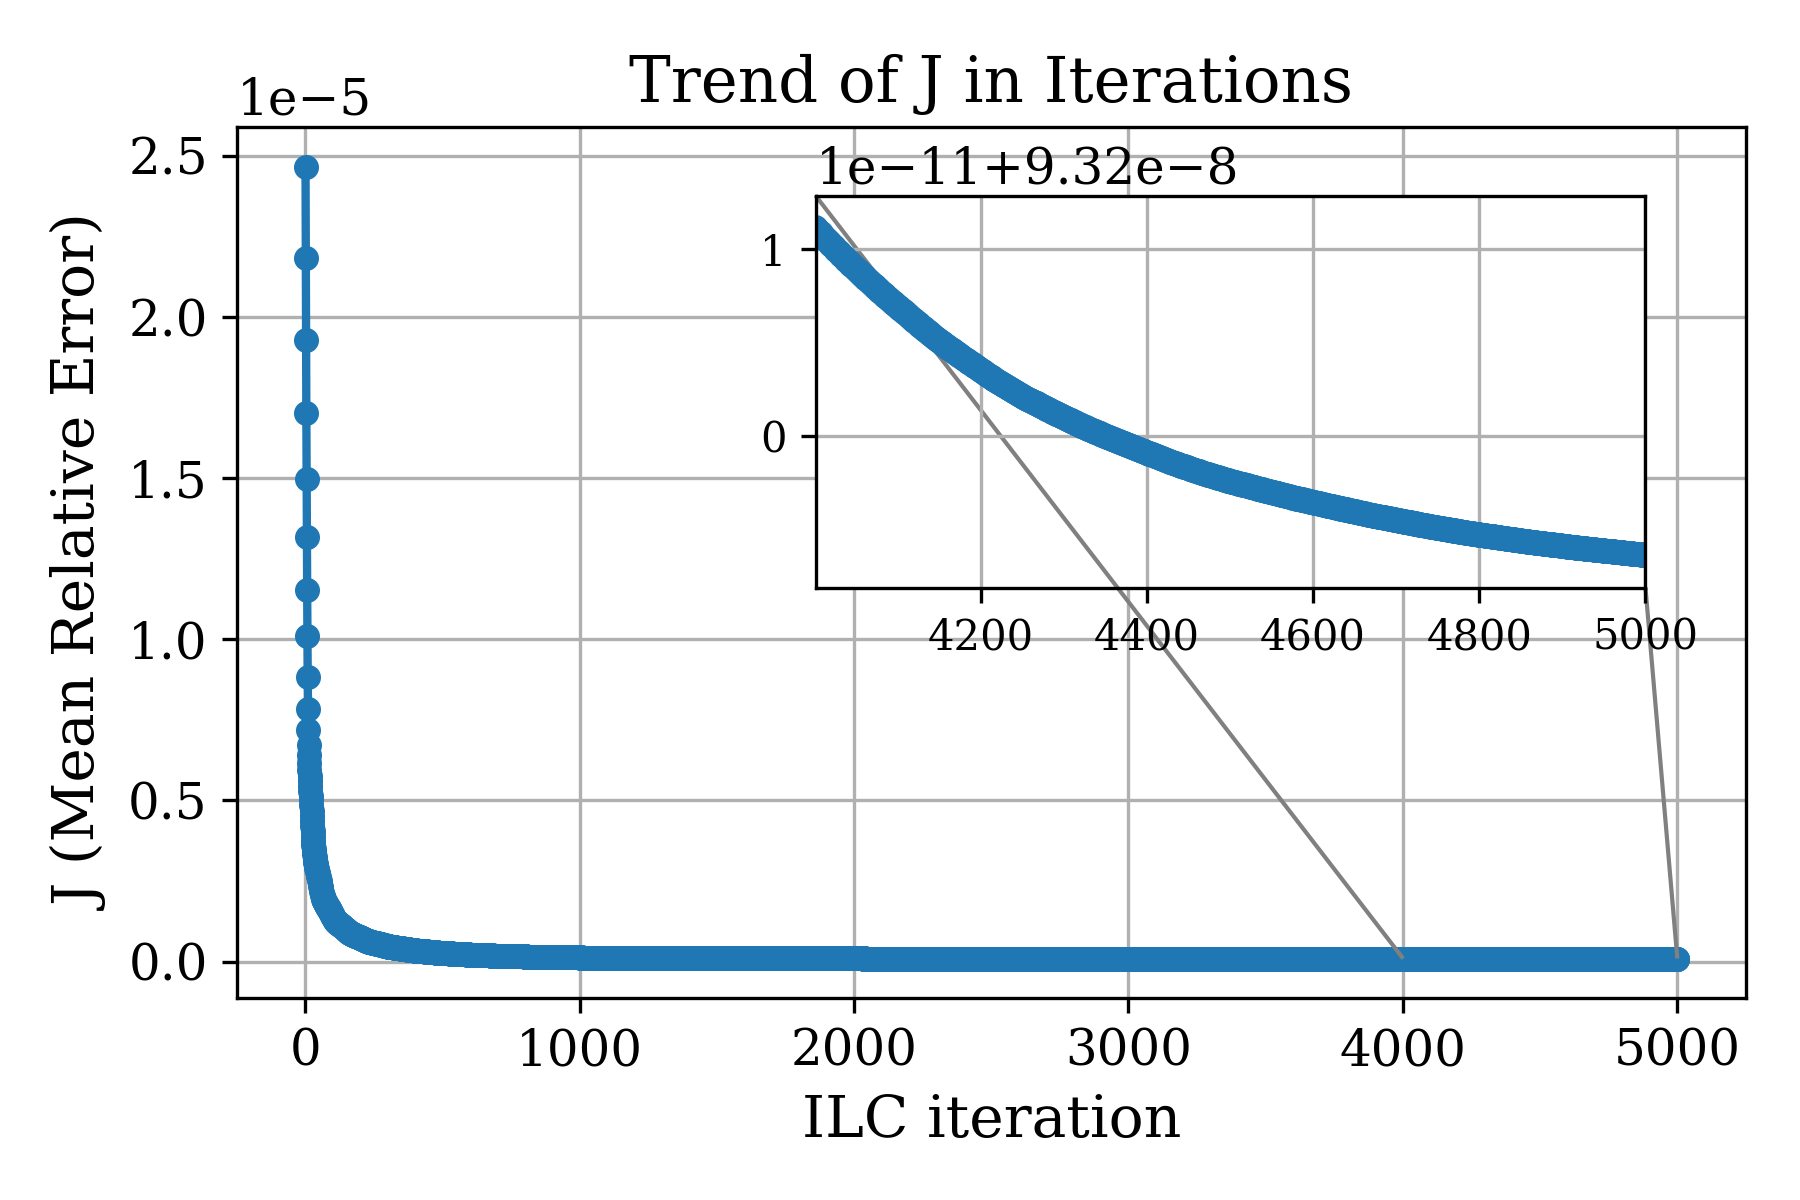 Trend of J in Iterations
1e−5
2.5
2.0
1.5
1.0
0.5
0.0
J (Mean Relative Error)
1e−11+9.32e−8
1
0
4200 4400 4600 4800 5000
0 1000 2000 3000 4000 5000
ILC iteration